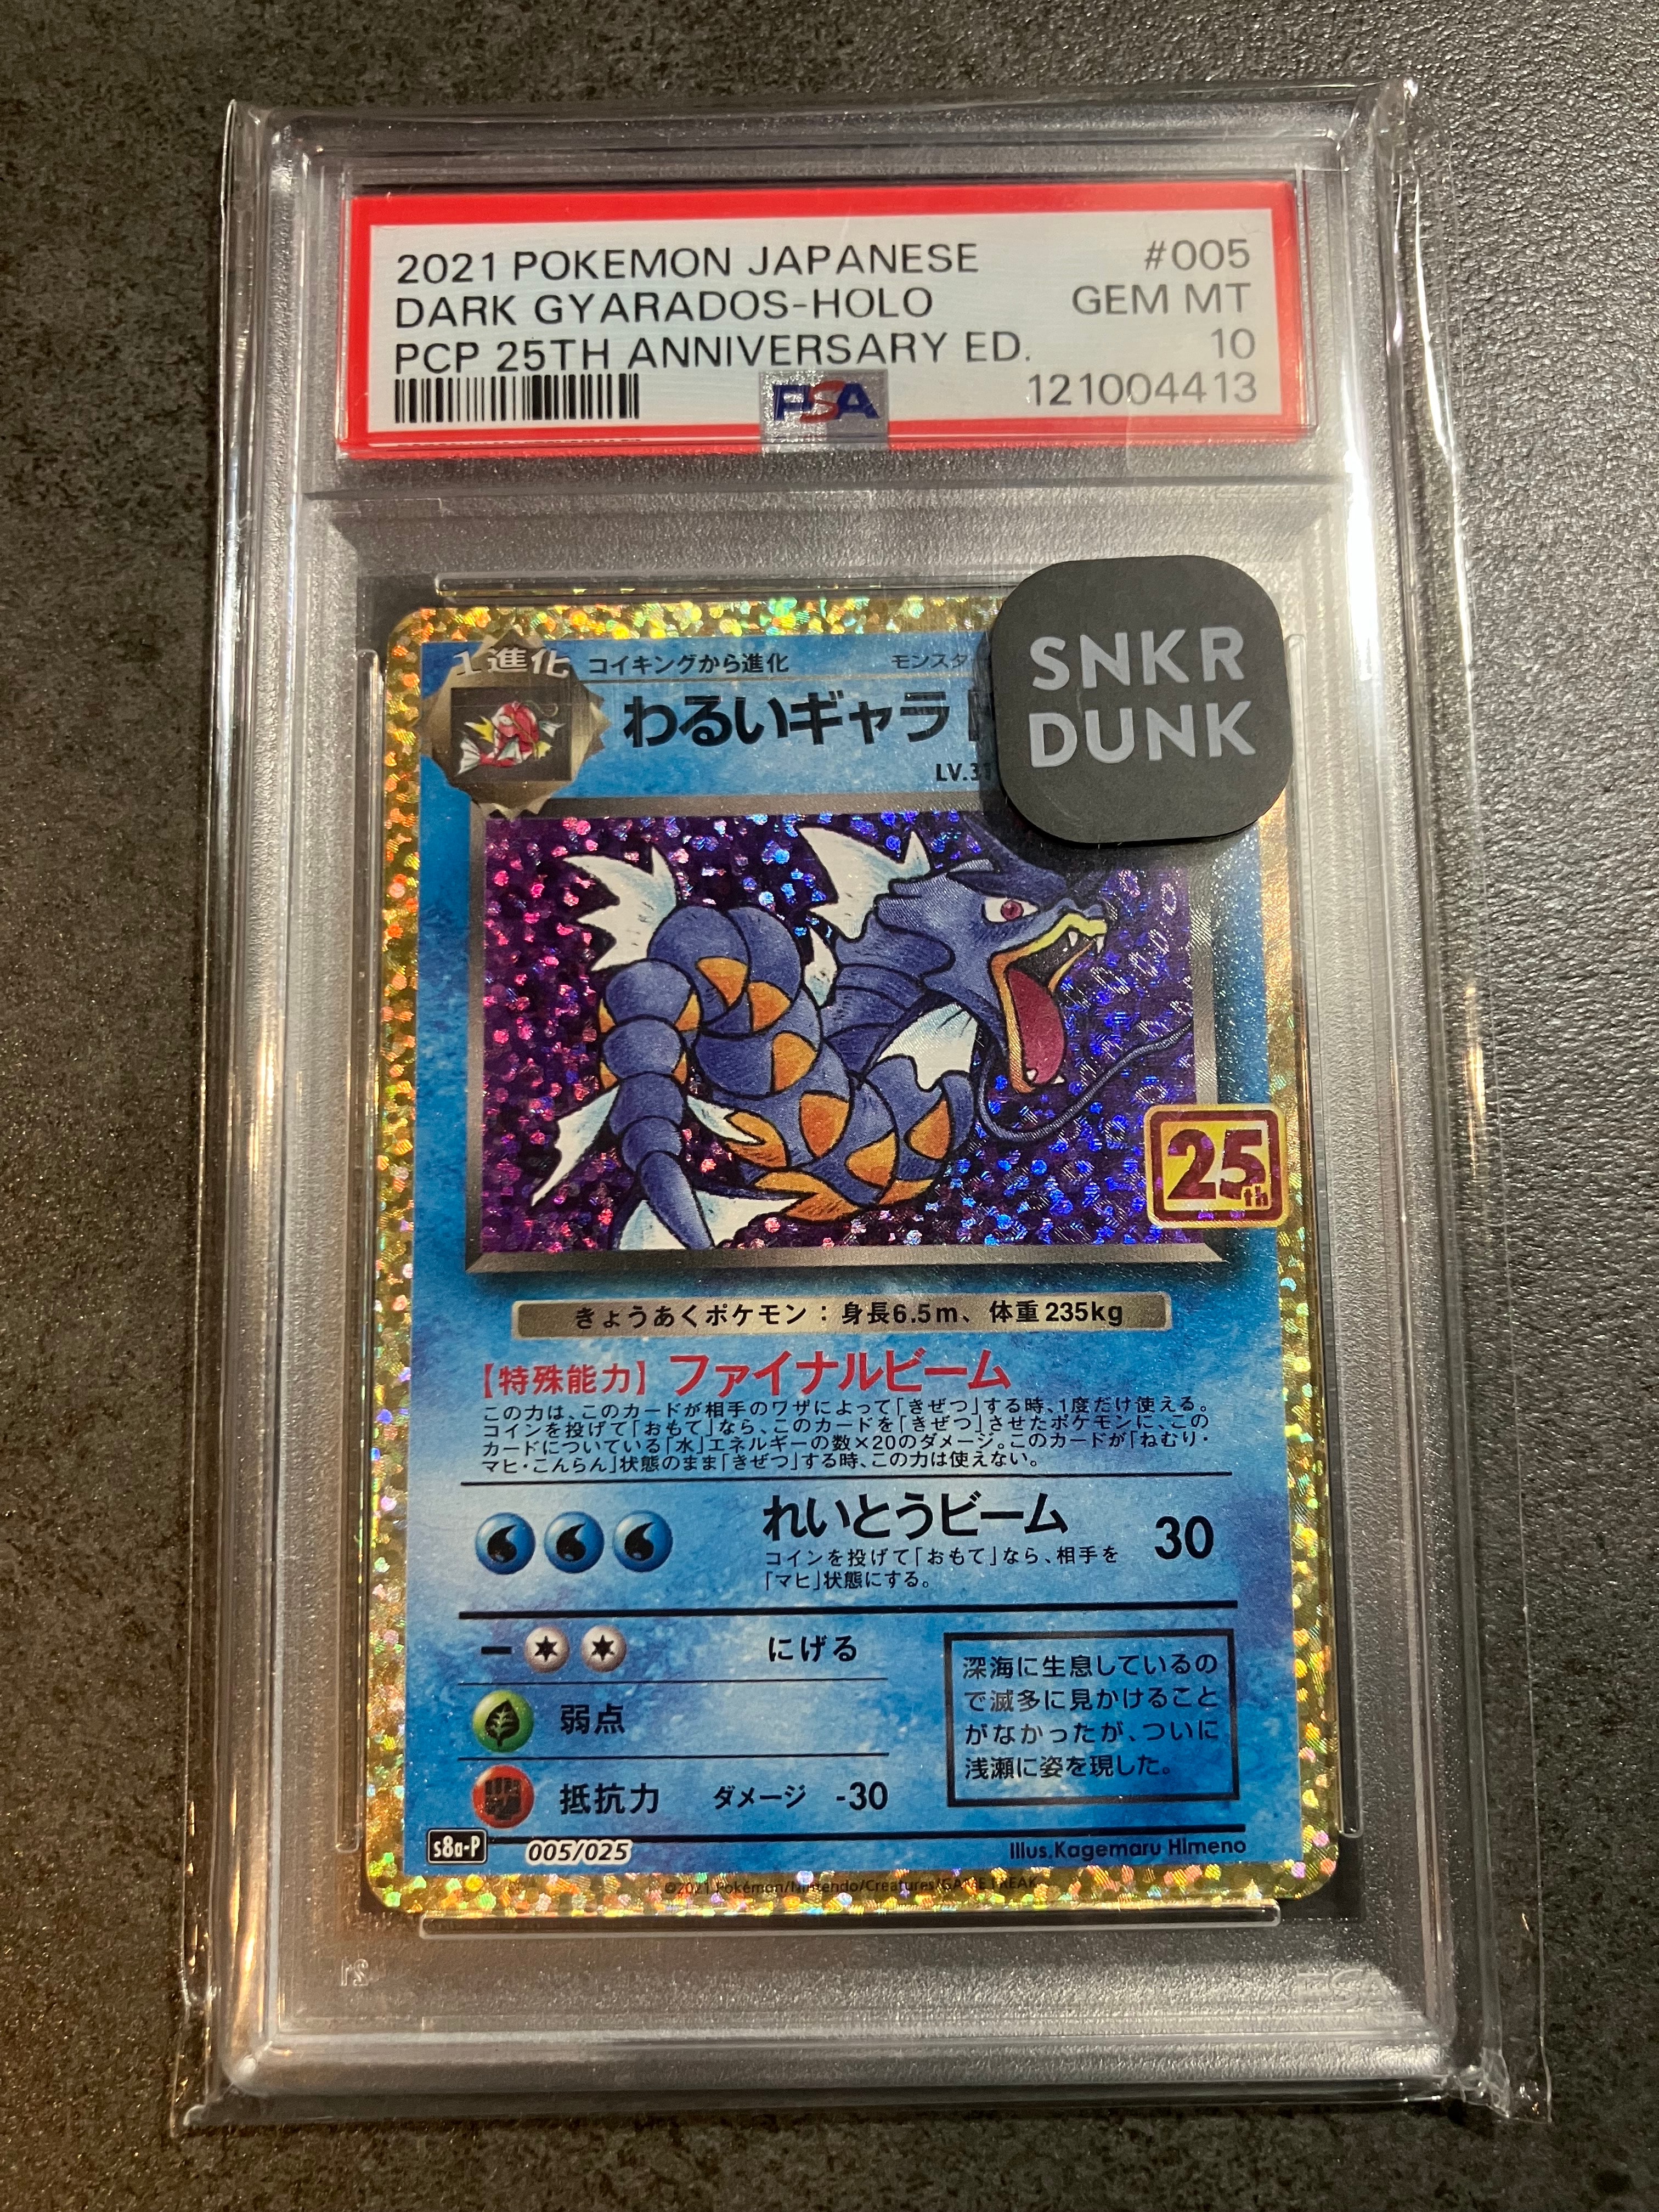 2021 POKEMON JAPANESE #005
DARK GYARADOS-HOLO GEM MT
PCP 25TH ANNIVERSARY ED. 10
PSA 121004413
SNKR
DUNK
1進化 コイキングから進化 モンスタ
わるいギャラ
LV.31
25th
きょうあくポケモン：身長6.5m、体重235kg
【特殊能力】ファイナルビーム
この力は、このカードが相手のワザによって「きぜつ」する時、1度だけ使える。
コインを投げて「おもて」なら、このカードを「きぜつ」させたポケモンに、この
カードについている「水」エネルギーの数×20のダメージ。このカードが「ねむり・
マヒ・こんらん」状態のまま「きぜつ」する時、この力は使えない。
れいとうビーム 30
コインを投げて「おもて」なら、相手を
「マヒ」状態にする。
にげる
弱点
抵抗力 ダメージ -30
深海に生息しているの
で滅多に見かけること
がなかったが、ついに
浅瀬に姿を現した。
s8a-P 005/025 Illus.Kagemaru Himeno
©2021 Pokémon/Nintendo/Creatures/GAME FREAK